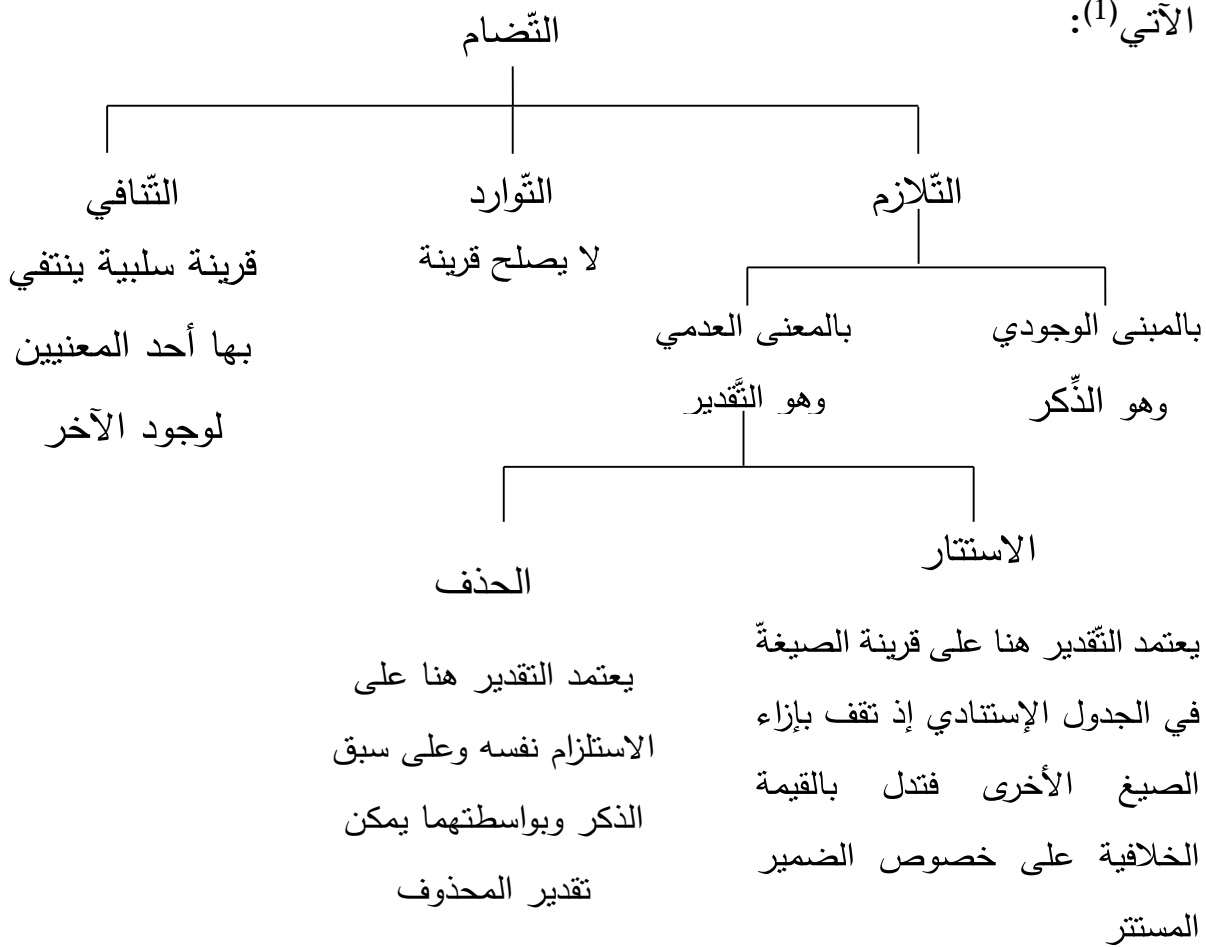 الآتي(1):
التّضام
التّلازم
التّوارد
التّنافي
لا يصلح قرينة
قرينة سلبية ينتفي
بها أحد المعنيين
لوجود الآخر
بالمبنى الوجودي
وهو الذِّكر
بالمعنى العدمي
وهو التَّقدير
الاستتار
يعتمد التّقدير هنا على قرينة الصيغةّ
في الجدول الإستنادي إذ تقف بإزاء
الصيغ الأخرى فتدل بالقيمة
الخلافية على خصوص الضمير
المستتر
الحذف
يعتمد التقدير هنا على
الاستلزام نفسه وعلى سبق
الذكر وبواسطتهما يمكن
تقدير المحذوف